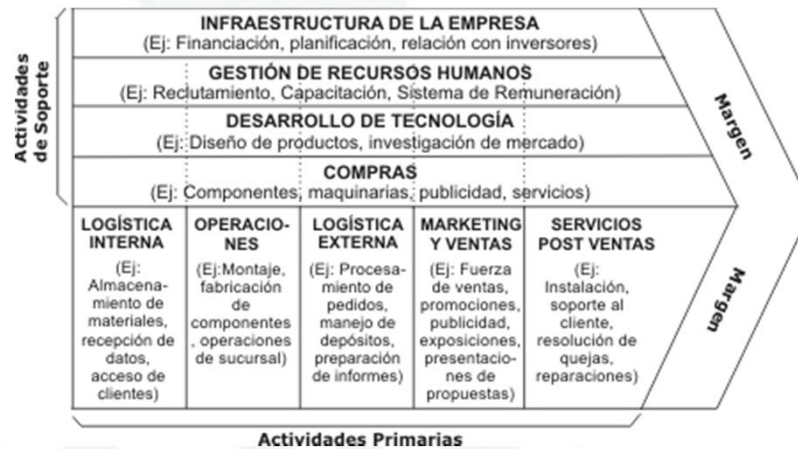 INFRAESTRUCTURA DE LA EMPRESA
(Ej: Financiación, planificación, relación con inversores)
GESTIÓN DE RECURSOS HUMANOS
(Ej: Reclutamiento, Capacitación, Sistema de Remuneración)
DESARROLLO DE TECNOLOGÍA
(Ej: Diseño de productos, investigación de mercado)
COMPRAS
(Ej: Componentes, maquinarias, publicidad, servicios)
Actividades
de Soporte
Margen
LOGÍSTICA
INTERNA
(Ej:
Almacena-
miento de
materiales,
recepción de
datos,
acceso de
clientes)
OPERACIO-
NES
(Ej:Montaje,
fabricación
de
componentes
, operaciones
de sucursal)
LOGÍSTICA
EXTERNA
(Ej: Procesa-
miento de
pedidos,
manejo de
depósitos,
preparación
de informes)
MARKETING
Y VENTAS
(Ej: Fuerza
de ventas,
promociones,
publicidad,
exposiciones,
presentacio-
nes de
propuestas)
SERVICIOS
POST VENTAS
(Ej:
Instalación,
soporte al
cliente,
resolución de
quejas,
reparaciones)
Margen
Actividades Primarias